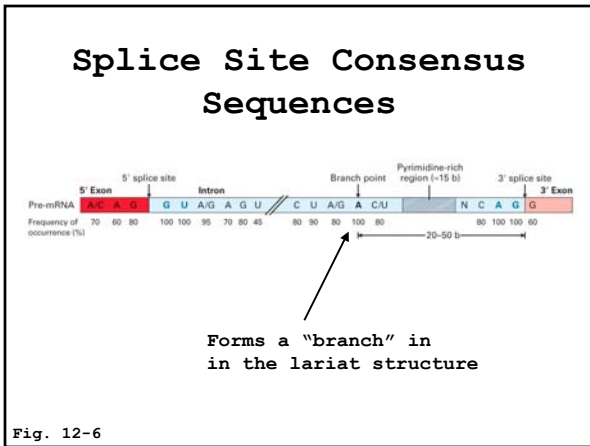 Splice Site Consensus
Sequences
Pyrimidine-rich
region (~15 b)
5' splice site
Branch point
3' splice site
5' Exon
Intron
3' Exon
Pre-mRNA A/C A G G U A/G A G U C U A/G A C/U N C A G G
Frequency of
occurrence (%)
70 60 80 100 100 95 70 80 45 80 90 80 100 80 80 100 100 60
20–50 b
Forms a “branch” in
in the lariat structure
Fig. 12-6